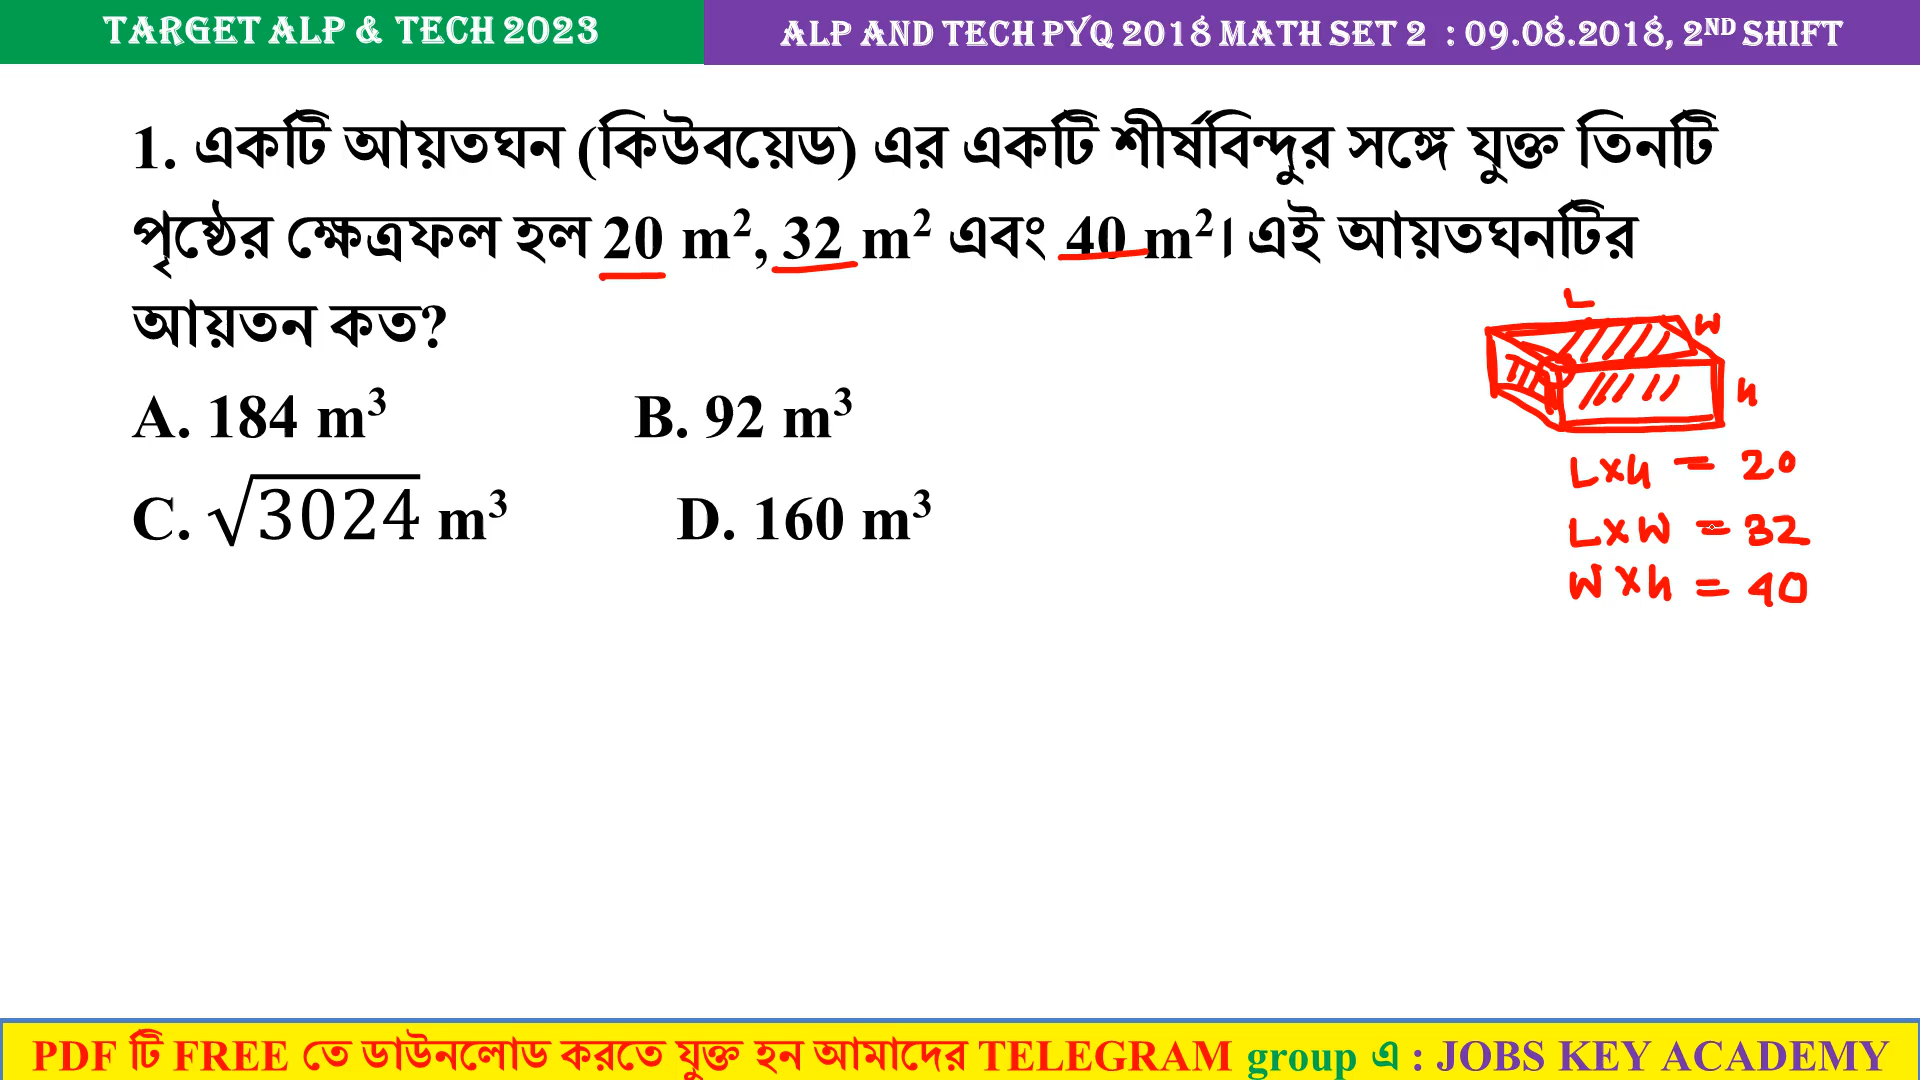 TARGET ALP & TECH 2023
ALP AND TECH PYQ 2018 MATH SET 2 : 09.08.2018, 2ND SHIFT
1. একটি আয়তঘন (কিউবয়েড) এর একটি শীর্ষবিন্দুর সঙ্গে যুক্ত তিনটি
পৃষ্ঠের ক্ষেত্রফল হল 20 m², 32 m² এবং 40 m²। এই আয়তঘনটির
আয়তন কত?
A. 184 m³ B. 92 m³
C. √3024 m³ D. 160 m³
L
W
h
L×h = 20
L×W = 32
W×h = 40
PDF টি FREE তে ডাউনলোড করতে যুক্ত হন আমাদের TELEGRAM group এ : JOBS KEY ACADEMY